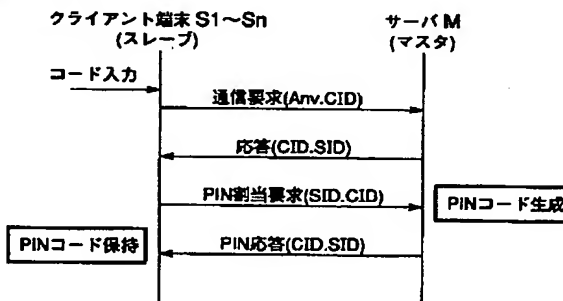 クライアント端末 S1～Sn
(スレーブ)
サーバ M
(マスタ)
コード入力
通信要求(Anv.CID)
応答(CID.SID)
PIN割当要求(SID.CID)
PINコード生成
PINコード保持
PIN応答(CID.SID)